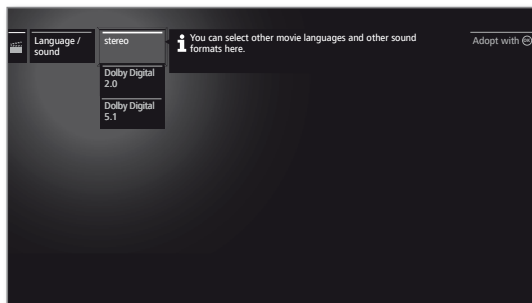 Language /
sound
stereo
You can select other movie languages and other sound
formats here.
Adopt with OK
Dolby Digital
2.0
Dolby Digital
5.1